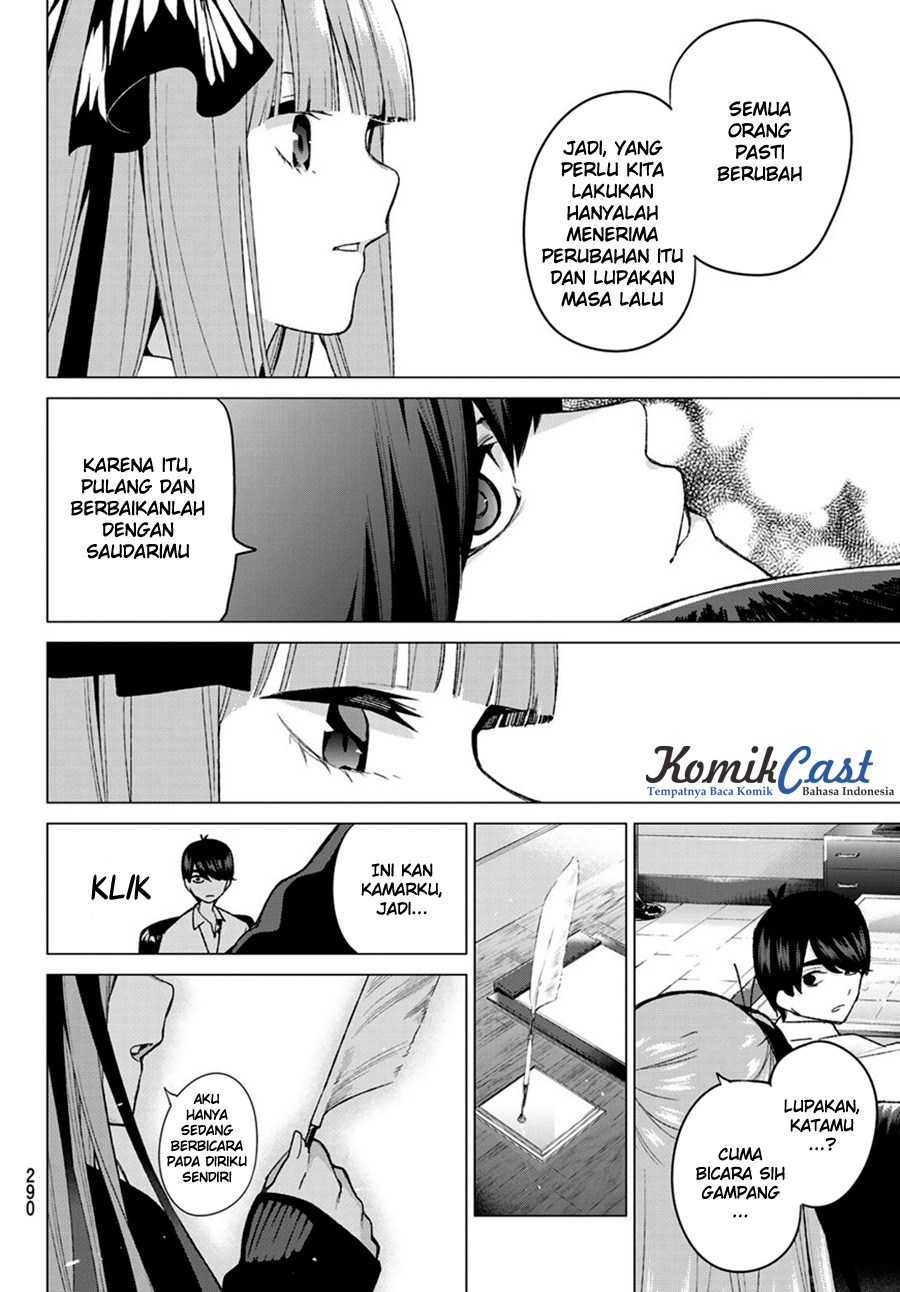 SEMUA
ORANG
PASTI
BERUBAH
JADI, YANG
PERLU KITA
LAKUKAN
HANYALAH
MENERIMA
PERUBAHAN ITU
DAN LUPAKAN
MASA LALU
KARENA ITU,
PULANG DAN
BERBAIKANLAH
DENGAN
SAUDARIMU
KomikCast
Tempatnya Baca Komik Bahasa Indonesia
LUPAKAN,
KATAMU
...?
CUMA
BICARA SIH
GAMPANG
...
INI KAN
KAMARKU,
JADI...
KLIK
AKU
HANYA
SEDANG
BERBICARA
PADA DIRIKU
SENDIRI
290